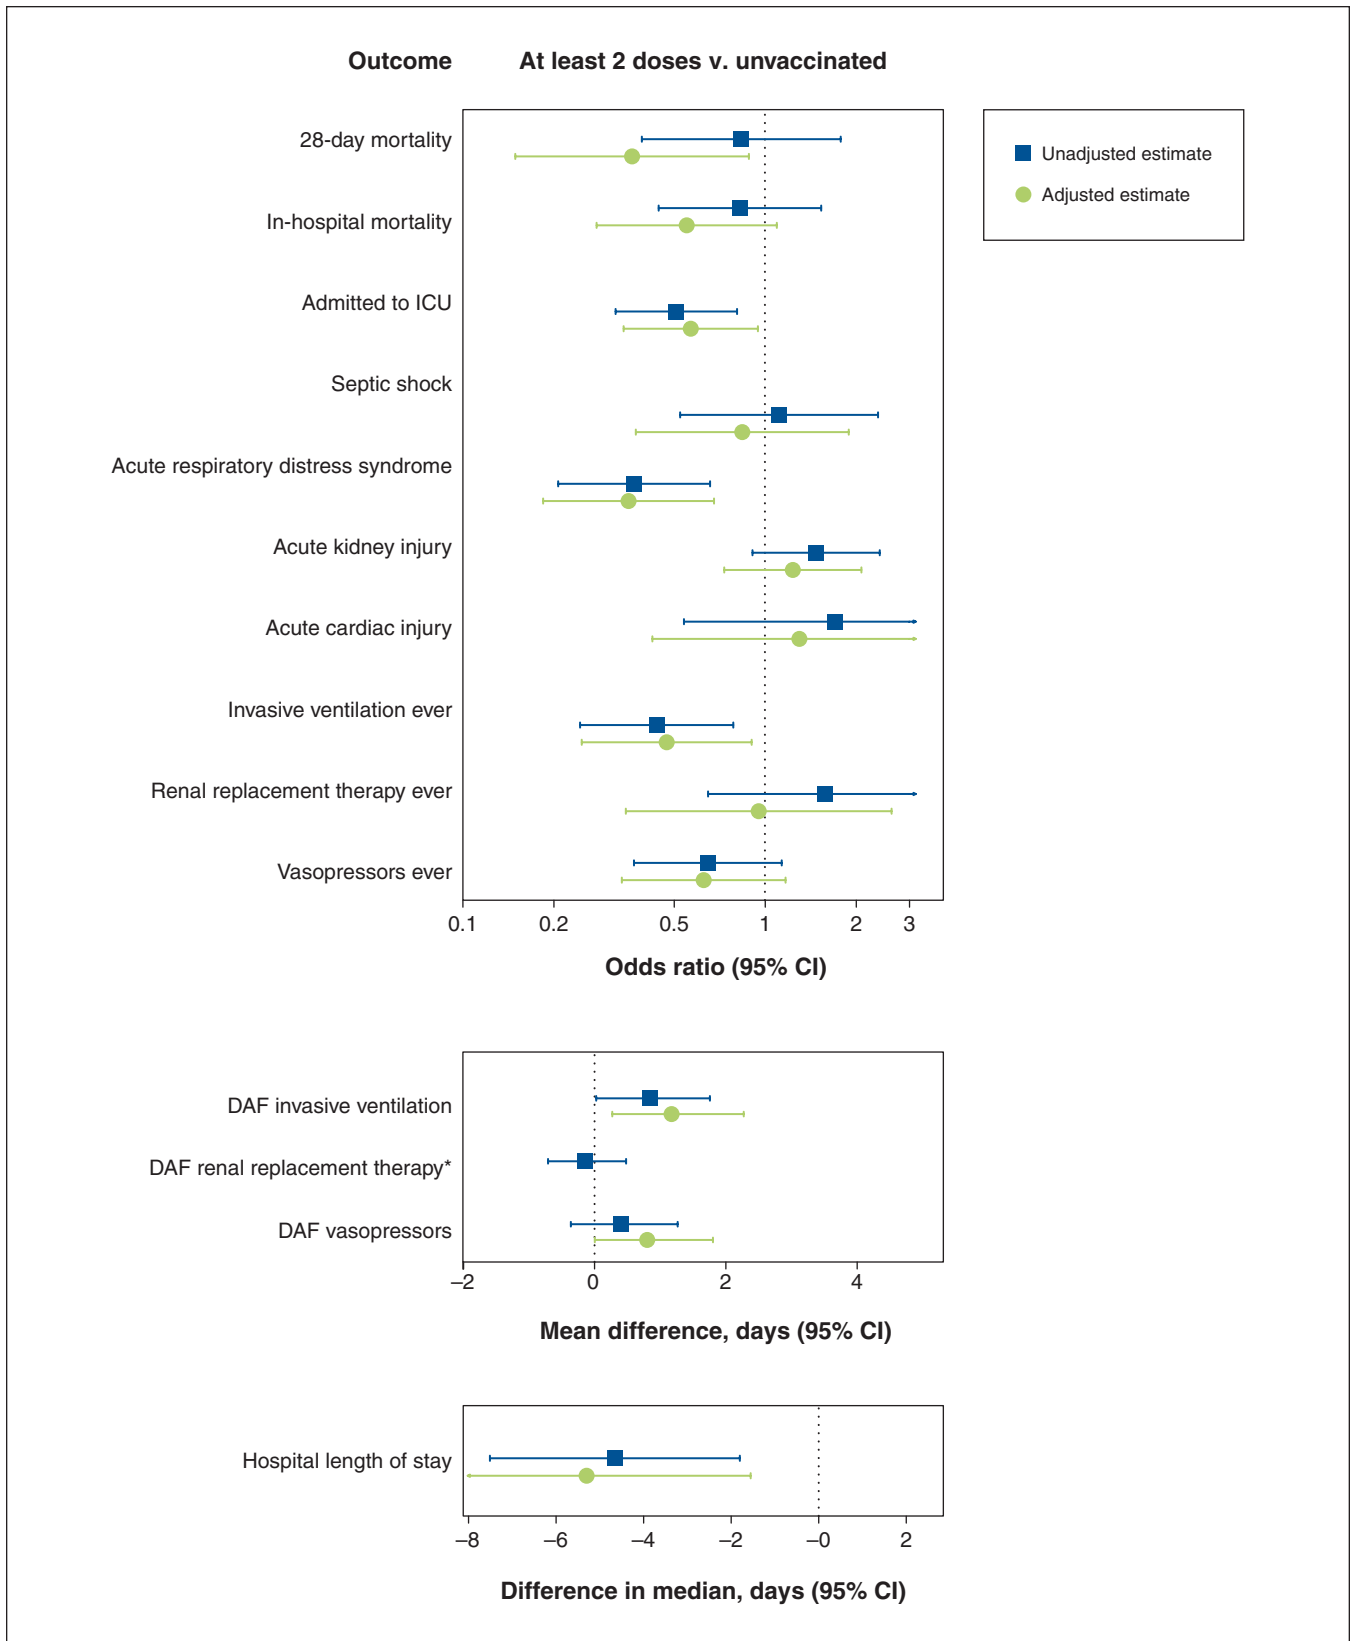 Outcome
At least 2 doses v. unvaccinated
28-day mortality
In-hospital mortality
Admitted to ICU
Septic shock
Acute respiratory distress syndrome
Acute kidney injury
Acute cardiac injury
Invasive ventilation ever
Renal replacement therapy ever
Vasopressors ever
0.1 0.2 0.5 1 2 3
Odds ratio (95% CI)
Unadjusted estimate
Adjusted estimate
DAF invasive ventilation
DAF renal replacement therapy*
DAF vasopressors
–2 0 2 4
Mean difference, days (95% CI)
Hospital length of stay
–8 –6 –4 –2 –0 2
Difference in median, days (95% CI)